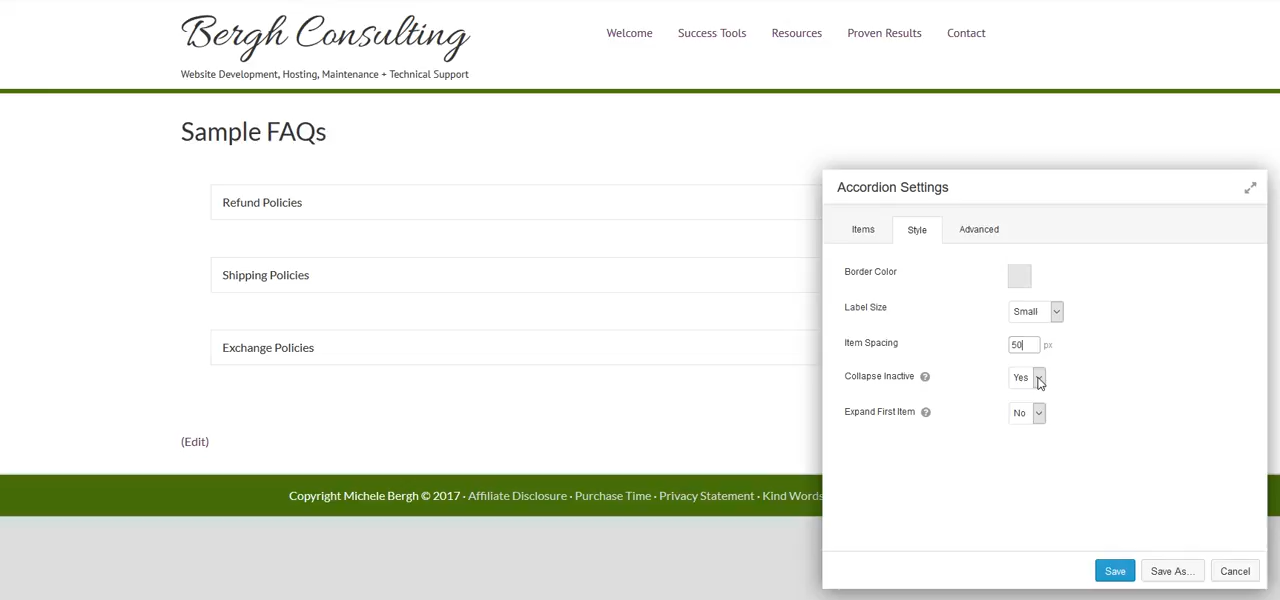 Bergh Consulting
Website Development, Hosting, Maintenance + Technical Support
Welcome Success Tools Resources Proven Results Contact
Sample FAQs
Refund Policies
Shipping Policies
Exchange Policies
(Edit)
Copyright Michele Bergh © 2017 · Affiliate Disclosure · Purchase Time · Privacy Statement · Kind Words
Accordion Settings
Items Style Advanced
Border Color
Label Size Small
Item Spacing 50 px
Collapse Inactive ? Yes
Expand First Item ? No
Save Save As... Cancel